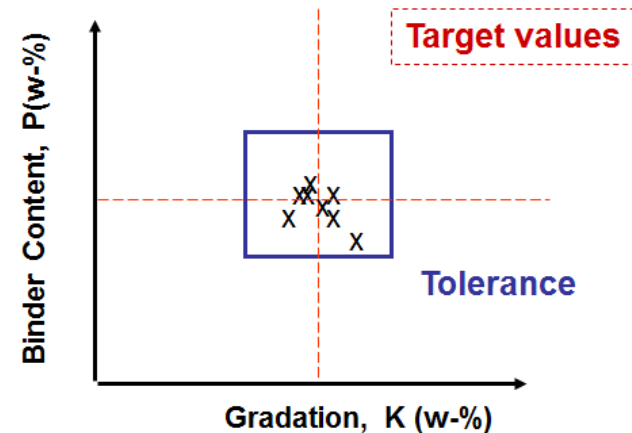 Target values
Binder Content, P(w-%)
X
X X X
X
X X
X
Tolerance
Gradation, K (w-%)